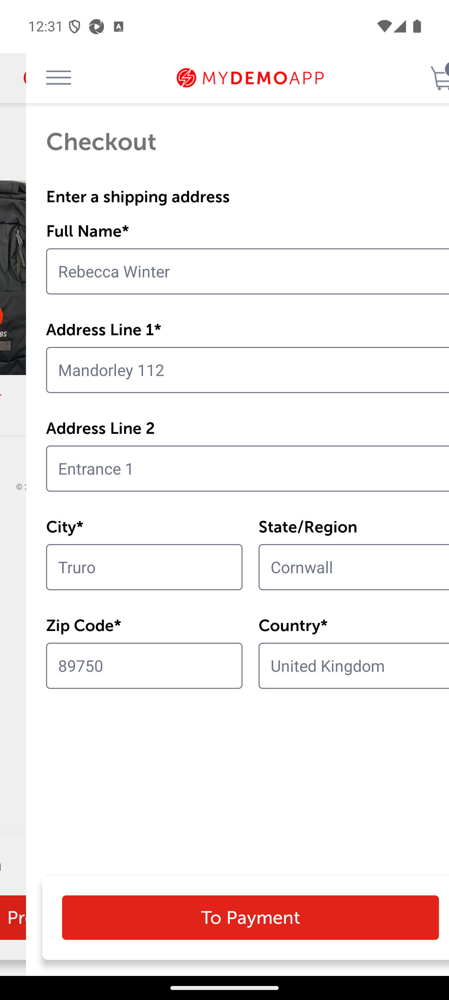 12:31
MYDEMOAPP
Checkout
Enter a shipping address
Full Name*
Rebecca Winter
Address Line 1*
Mandorley 112
Address Line 2
Entrance 1
City*
State/Region
Truro
Cornwall
Zip Code*
Country*
89750
United Kingdom
To Payment